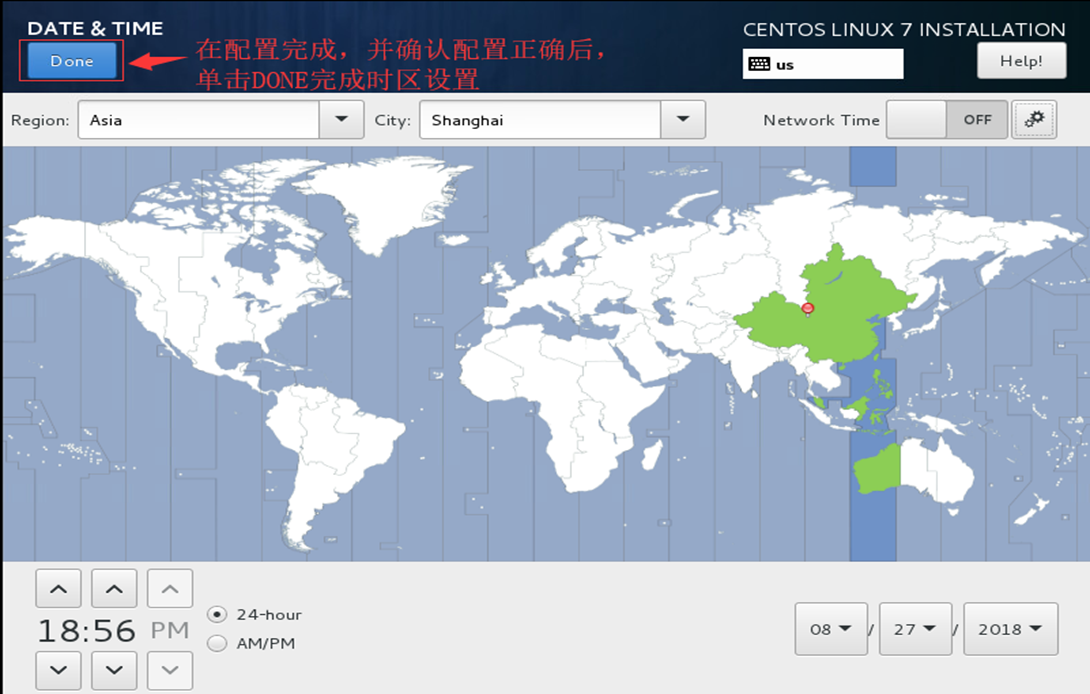 DATE & TIME
CENTOS LINUX 7 INSTALLATION
Done
在配置完成，并确认配置正确后，
单击DONE完成时区设置
us
Help!
Region: Asia City: Shanghai Network Time OFF
24-hour
18:56 PM
AM/PM
08 / 27 / 2018